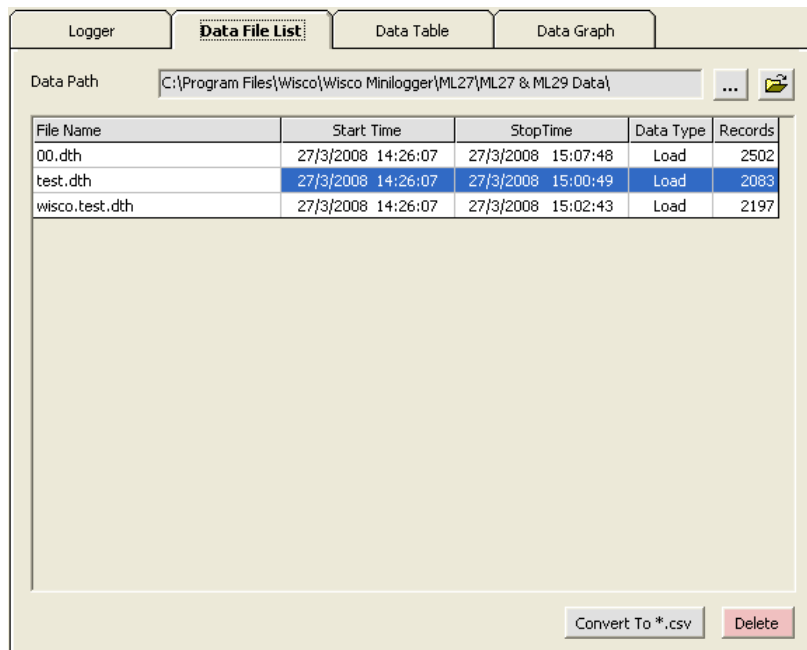 Logger Data File List Data Table Data Graph
Data Path C:\Program Files\Wisco\Wisco Minilogger\ML27\ML27 & ML29 Data\ ...
File Name Start Time StopTime Data Type Records
00.dth 27/3/2008 14:26:07 27/3/2008 15:07:48 Load 2502
test.dth 27/3/2008 14:26:07 27/3/2008 15:00:49 Load 2083
wisco.test.dth 27/3/2008 14:26:07 27/3/2008 15:02:43 Load 2197
Convert To *.csv Delete